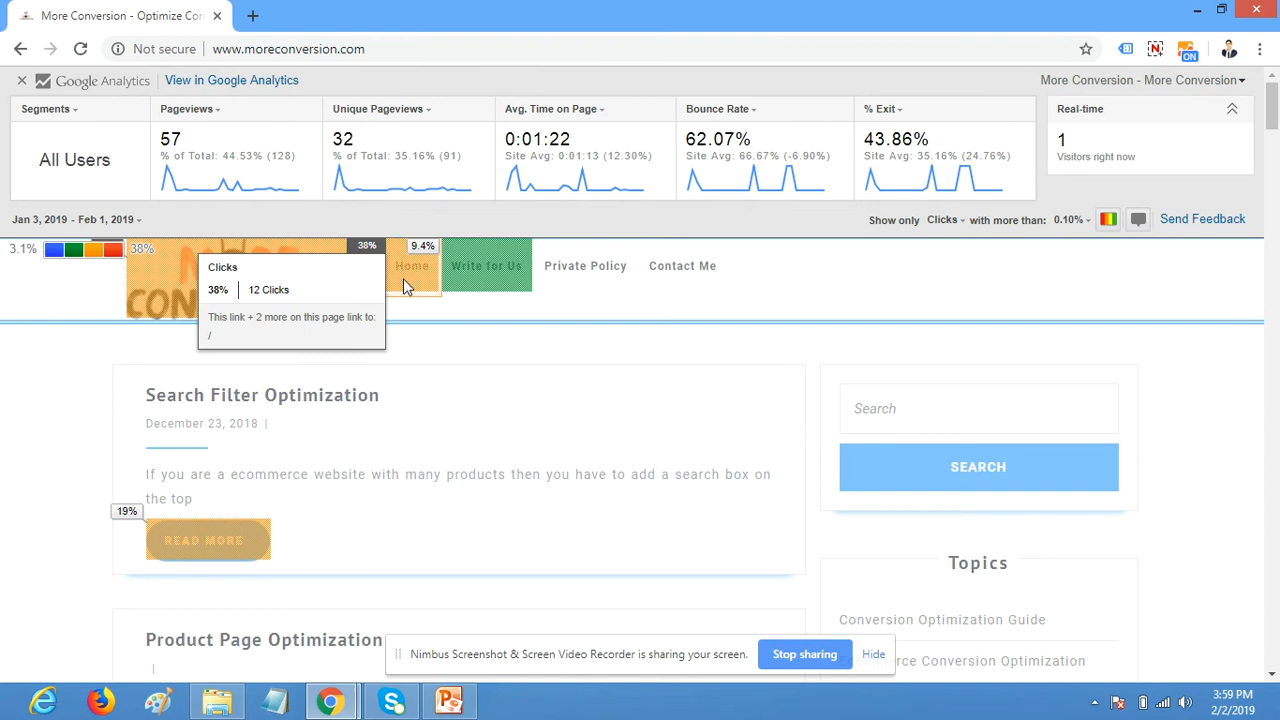 More Conversion - Optimize Con
Not secure www.moreconversion.com
ON
Google Analytics View in Google Analytics More Conversion - More Conversion
Segments Pageviews Unique Pageviews Avg. Time on Page Bounce Rate % Exit Real-time
All Users
57
% of Total: 44.53% (128)
32
% of Total: 35.16% (91)
0:01:22
Site Avg: 0:01:13 (12.30%)
62.07%
Site Avg: 66.67% (-6.90%)
43.86%
Site Avg: 35.16% (24.76%)
1
Visitors right now
Jan 3, 2019 - Feb 1, 2019 Show only Clicks with more than: 0.10% Send Feedback
3.1% 38% 38% 9.4%
MORE
CON
Home Write for Us Private Policy Contact Me
Clicks
38% 12 Clicks
This link + 2 more on this page link to:
/
Search Filter Optimization
December 23, 2018 |
If you are a ecommerce website with many products then you have to add a search box on
the top
19%
READ MORE
Search
SEARCH
Topics
Conversion Optimization Guide
Product Page Optimization
Nimbus Screenshot & Screen Video Recorder is sharing your screen. Stop sharing Hide
Conversion Optimization
3:59 PM
2/2/2019